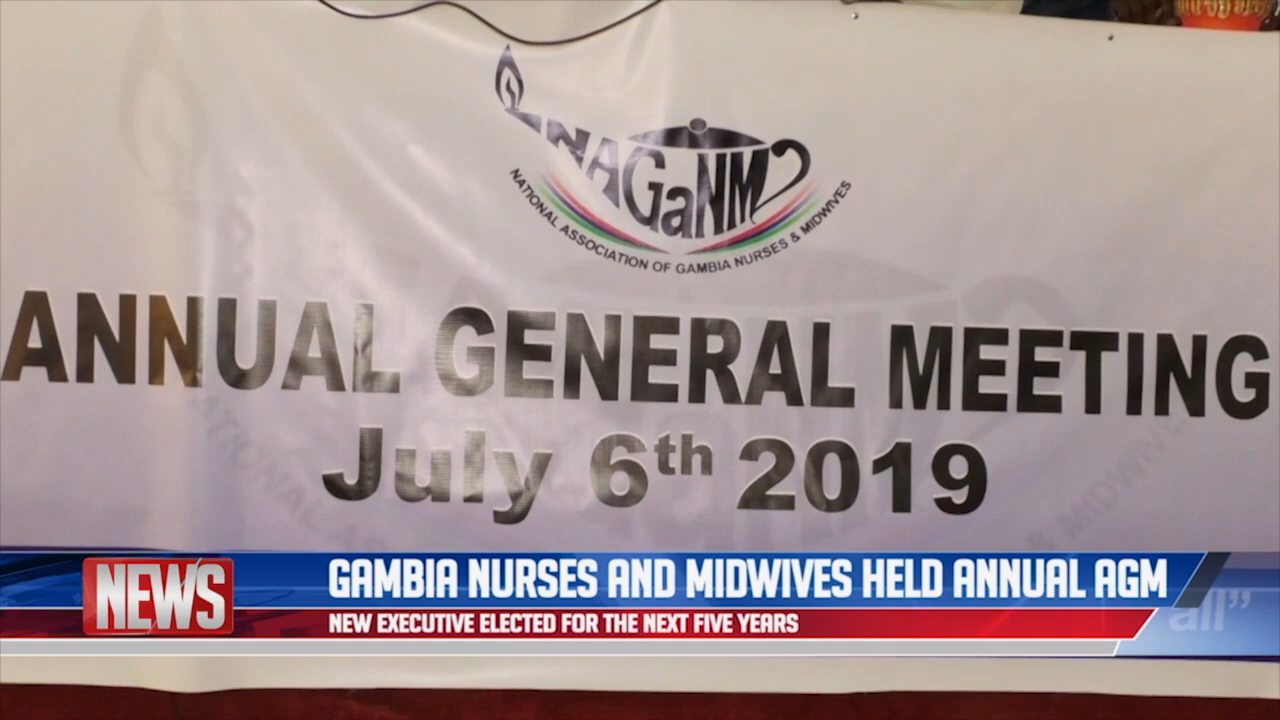 NAGaNM
NATIONAL ASSOCIATION OF GAMBIA NURSES & MIDWIVES
ANNUAL GENERAL MEETING
July 6th 2019
NEWS
GAMBIA NURSES AND MIDWIVES HELD ANNUAL AGM
NEW EXECUTIVE ELECTED FOR THE NEXT FIVE YEARS
all”